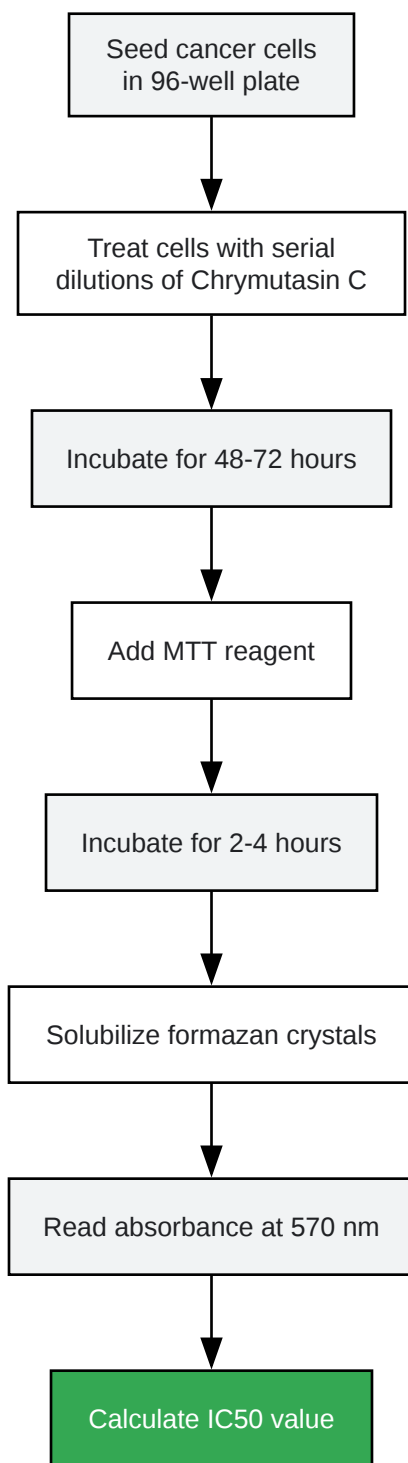 Seed cancer cells
in 96-well plate
Treat cells with serial
dilutions of Chrymutasin C
Incubate for 48-72 hours
Add MTT reagent
Incubate for 2-4 hours
Solubilize formazan crystals
Read absorbance at 570 nm
Calculate IC50 value